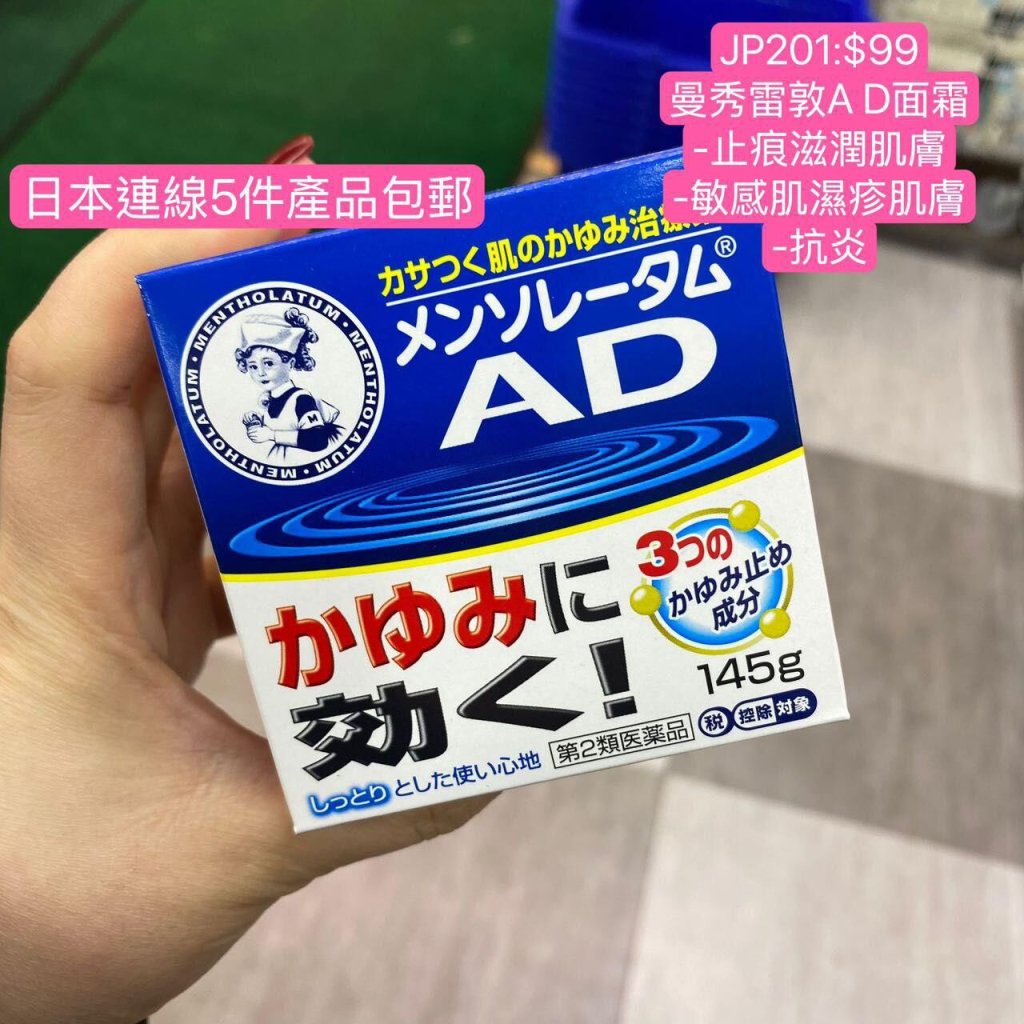 JP201:$99
曼秀雷敦A D面霜
-止痕滋潤肌膚
-敏感肌濕疹肌膚
-抗炎
日本連線5件產品包郵
カサつく肌のかゆみ治療
メンソレータム®
AD
MENTHOLATUM・MENTHOLATUM・MENTHOLATUM・
M
3つの
かゆみ止め
成分
かゆみに
効く!
145g
しっとりとした使い心地
第2類医薬品
税 控除 対象